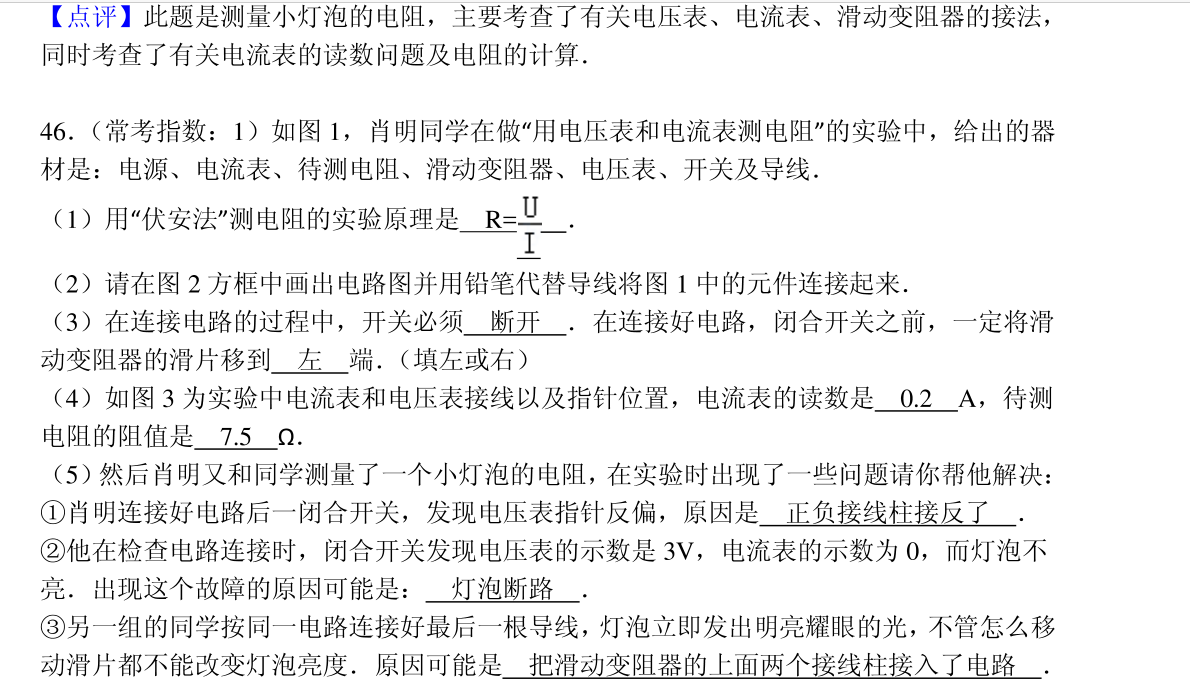 【点评】此题是测量小灯泡的电阻，主要考查了有关电压表、电流表、滑动变阻器的接法，
同时考查了有关电流表的读数问题及电阻的计算．
46．（常考指数：1）如图 1，肖明同学在做“用电压表和电流表测电阻”的实验中，给出的器
材是：电源、电流表、待测电阻、滑动变阻器、电压表、开关及导线．
（1）用“伏安法”测电阻的实验原理是 R=U/I ．
（2）请在图 2 方框中画出电路图并用铅笔代替导线将图 1 中的元件连接起来．
（3）在连接电路的过程中，开关必须 断开 ．在连接好电路，闭合开关之前，一定将滑
动变阻器的滑片移到 左 端．（填左或右）
（4）如图 3 为实验中电流表和电压表接线以及指针位置，电流表的读数是 0.2 A，待测
电阻的阻值是 7.5 Ω．
（5）然后肖明又和同学测量了一个小灯泡的电阻，在实验时出现了一些问题请你帮他解决：
①肖明连接好电路后一闭合开关，发现电压表指针反偏，原因是 正负接线柱接反了 ．
②他在检查电路连接时，闭合开关发现电压表的示数是 3V，电流表的示数为 0，而灯泡不
亮．出现这个故障的原因可能是： 灯泡断路 ．
③另一组的同学按同一电路连接好最后一根导线，灯泡立即发出明亮耀眼的光，不管怎么移
动滑片都不能改变灯泡亮度．原因可能是 把滑动变阻器的上面两个接线柱接入了电路 ．